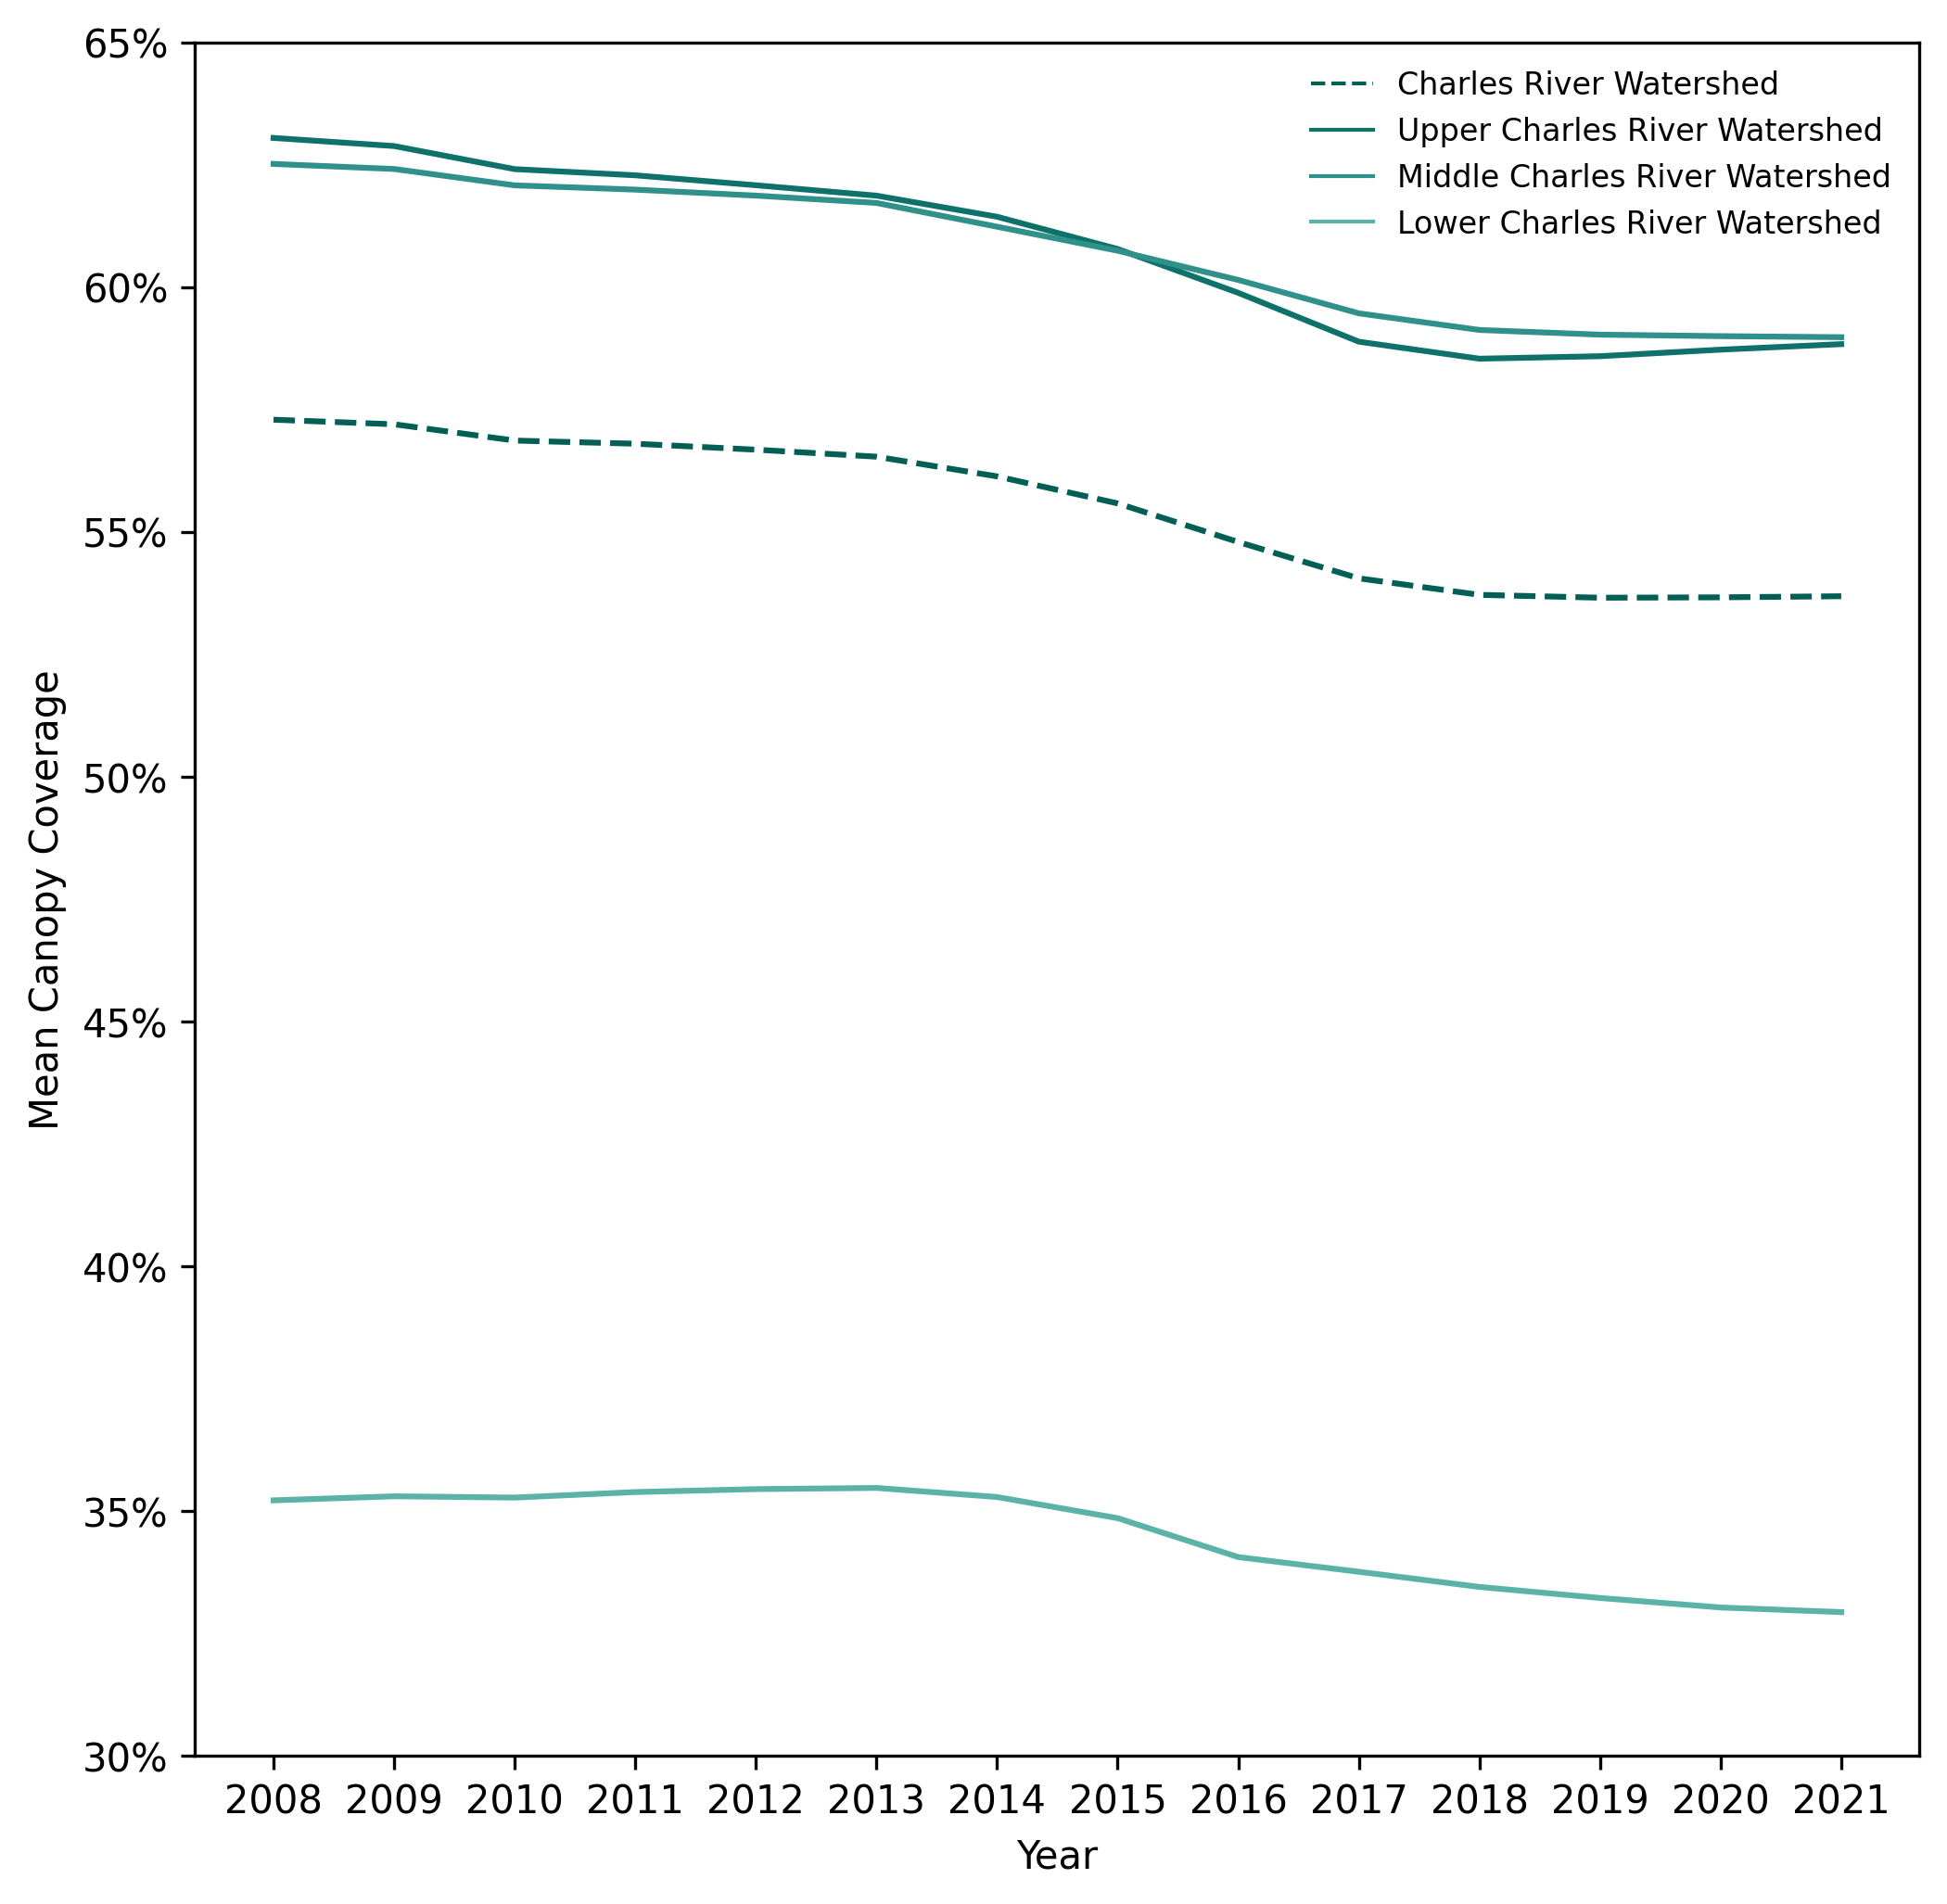 65%
60%
55%
50%
45%
40%
35%
30%
Mean Canopy Coverage
Charles River Watershed
Upper Charles River Watershed
Middle Charles River Watershed
Lower Charles River Watershed
2008 2009 2010 2011 2012 2013 2014 2015 2016 2017 2018 2019 2020 2021
Year